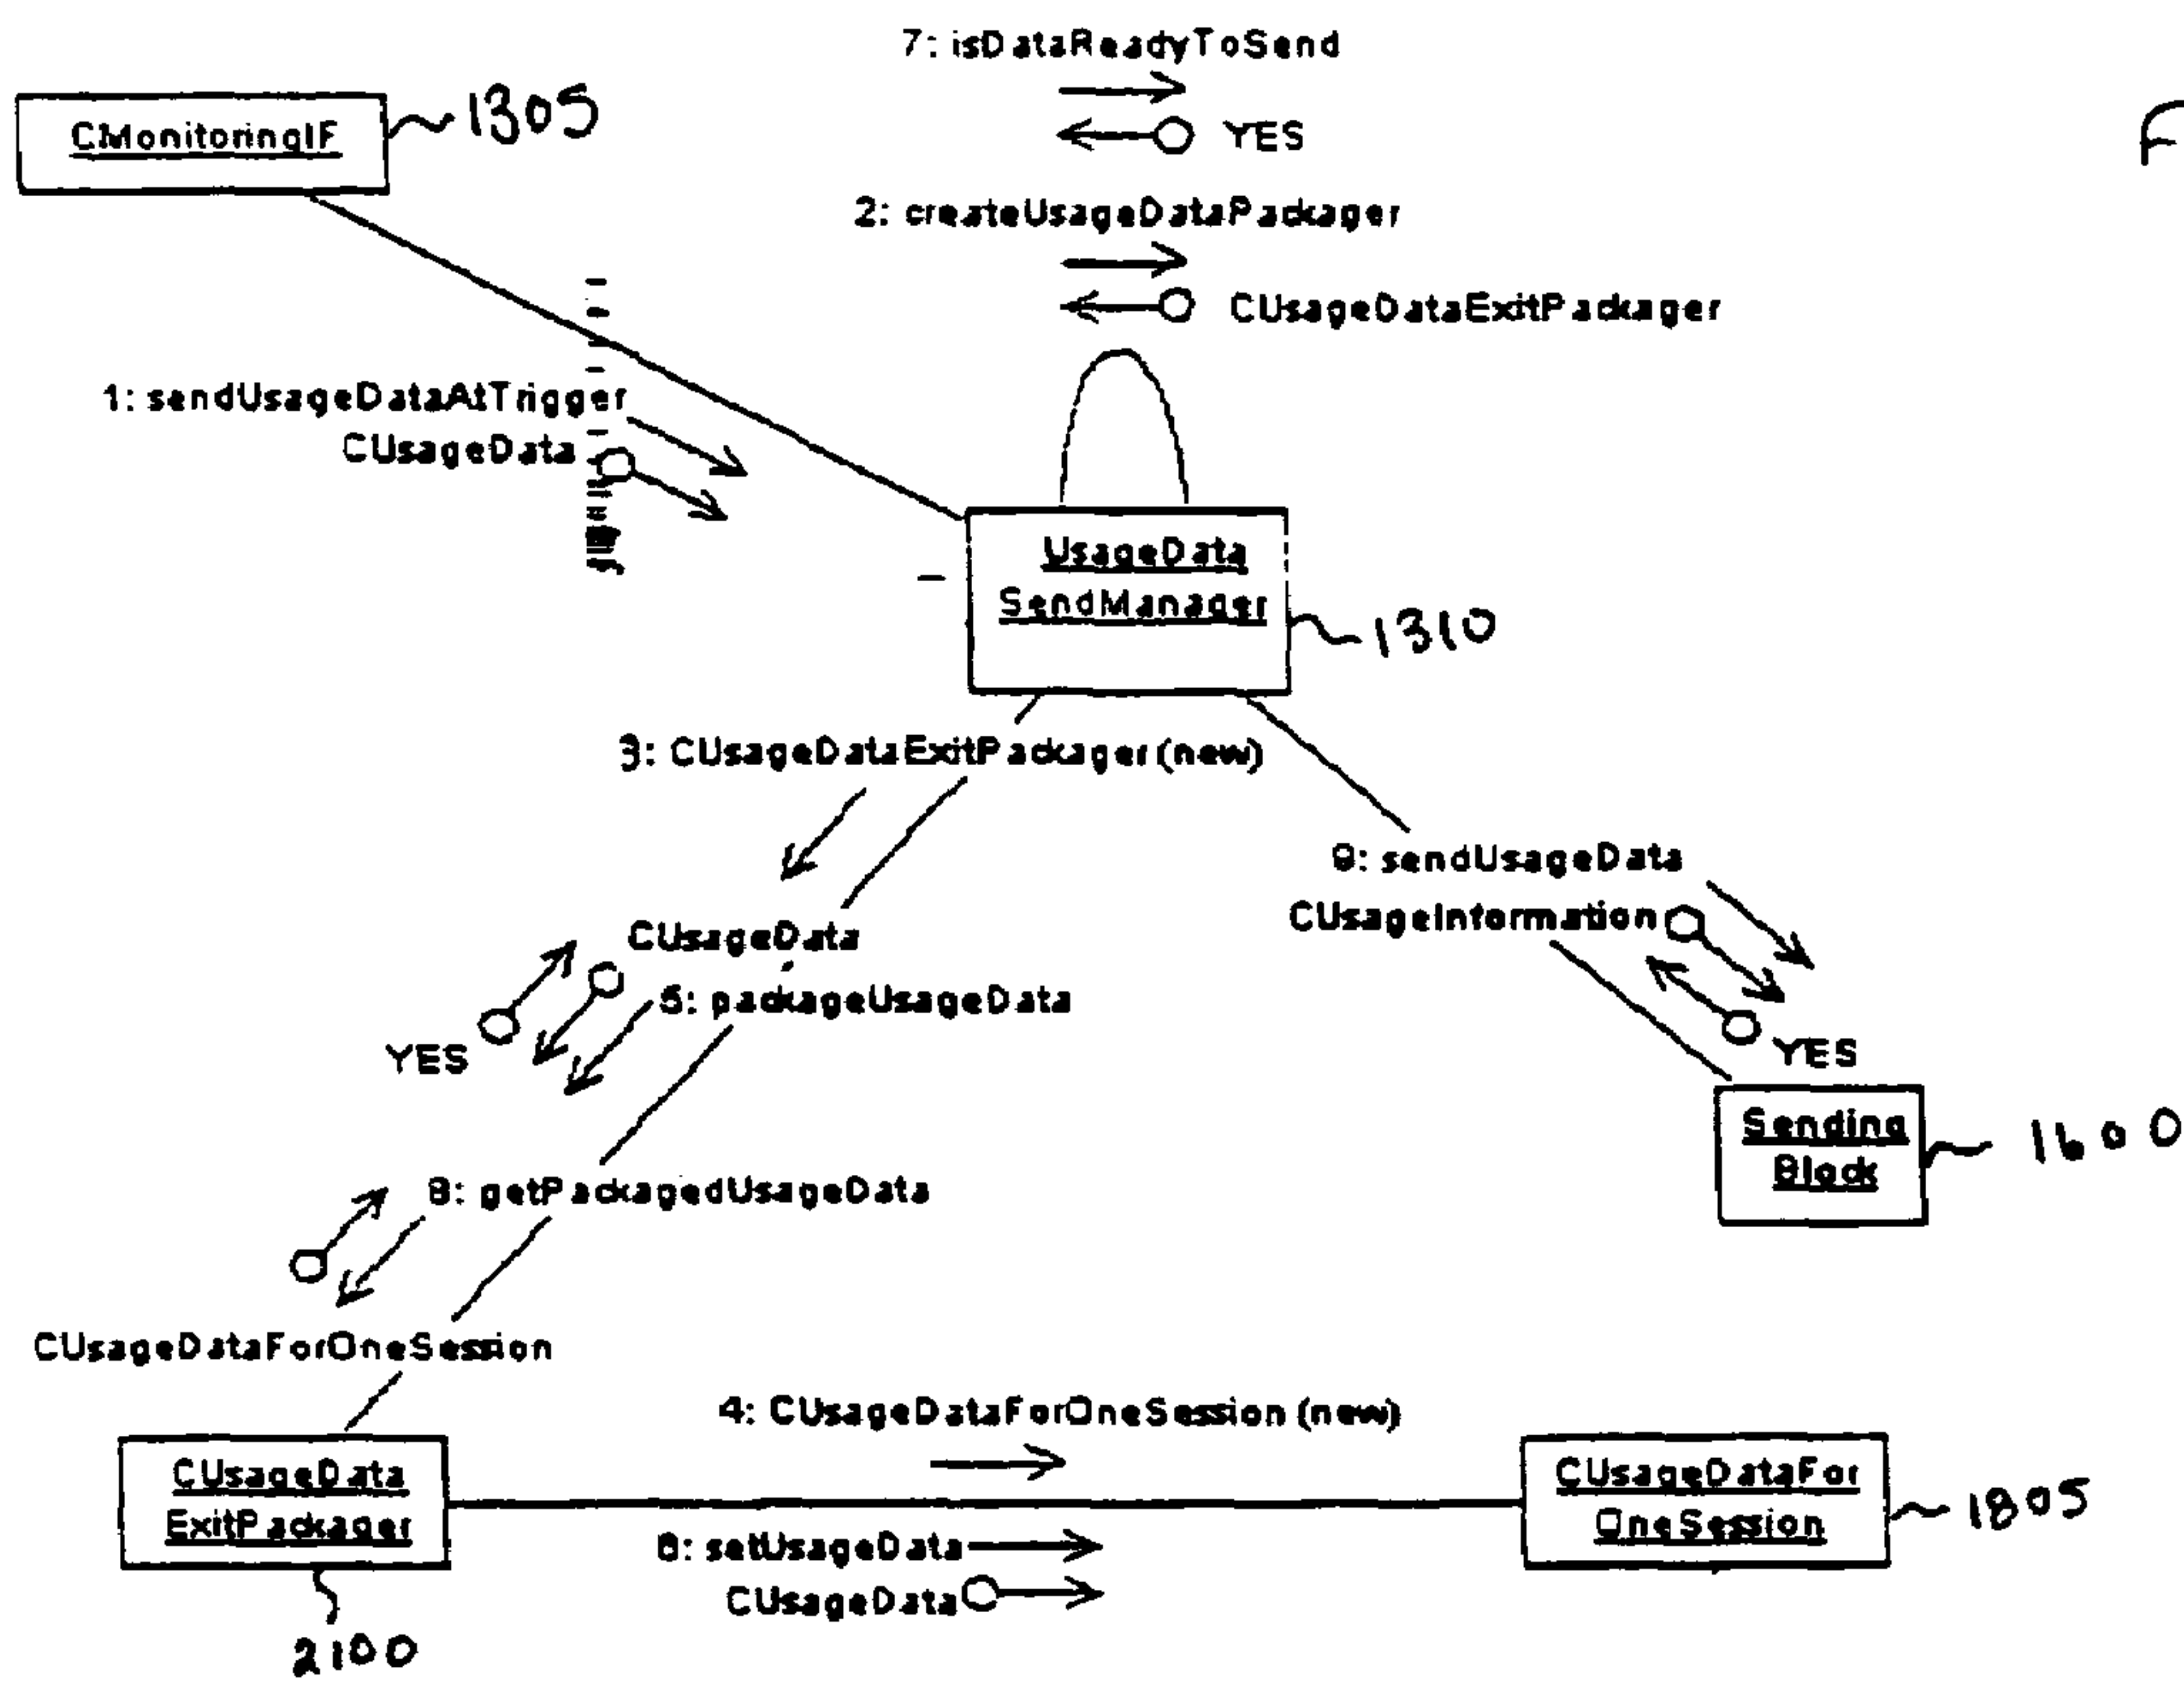 7: isDataReadyToSend
YES
CMonitoringIF
1305
F
2: createUsageDataPackager
CUsageDataExitPackager
1: sendUsageDataAtTrigger
CUsageData
UsageData
SendManager
1310
3: CUsageDataExitPackager(new)
9: sendUsageData
CUsageInformation
YES
CUsageData
5: packageUsageData
YES
Sending
Block
1600
8: getPackagedUsageData
CUsageDataForOneSession
4: CUsageDataForOneSession (new)
CUsageData
ExitPackager
2100
CUsageDataFor
OneSession
1805
6: setUsageData
CUsageData